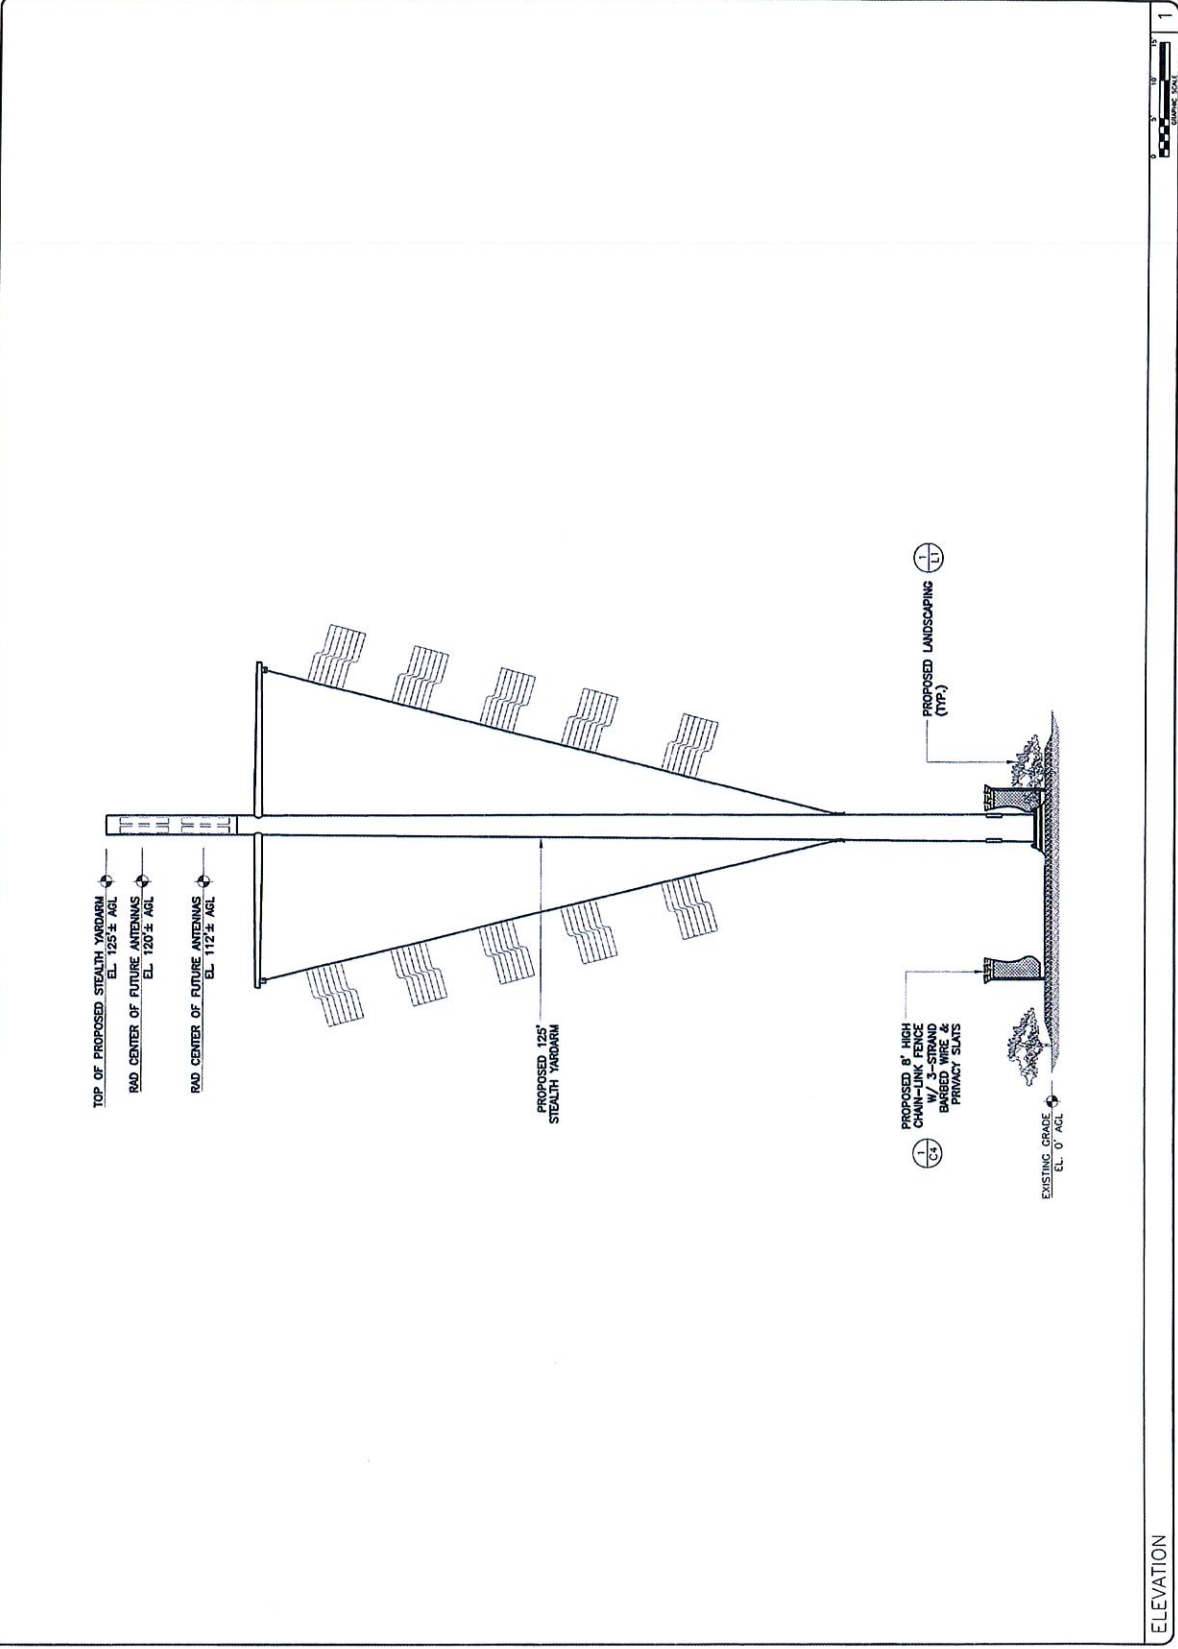 TOP OF PROPOSED STEALTH YARDARM
EL. 125'± AGL
RAD CENTER OF FUTURE ANTENNAS
EL. 120'± AGL
RAD CENTER OF FUTURE ANTENNAS
EL. 112'± AGL
PROPOSED 125'
STEALTH YARDARM
PROPOSED LANDSCAPING
(TYP.)
1
L1
PROPOSED 8' HIGH
CHAIN-LINK FENCE
W/ 3-STRAND
BARBED WIRE &
PRIVACY SLATS
1
C4
EXISTING GRADE
EL. 0' AGL
ELEVATION
0 5' 10' 15'
GRAPHIC SCALE
1